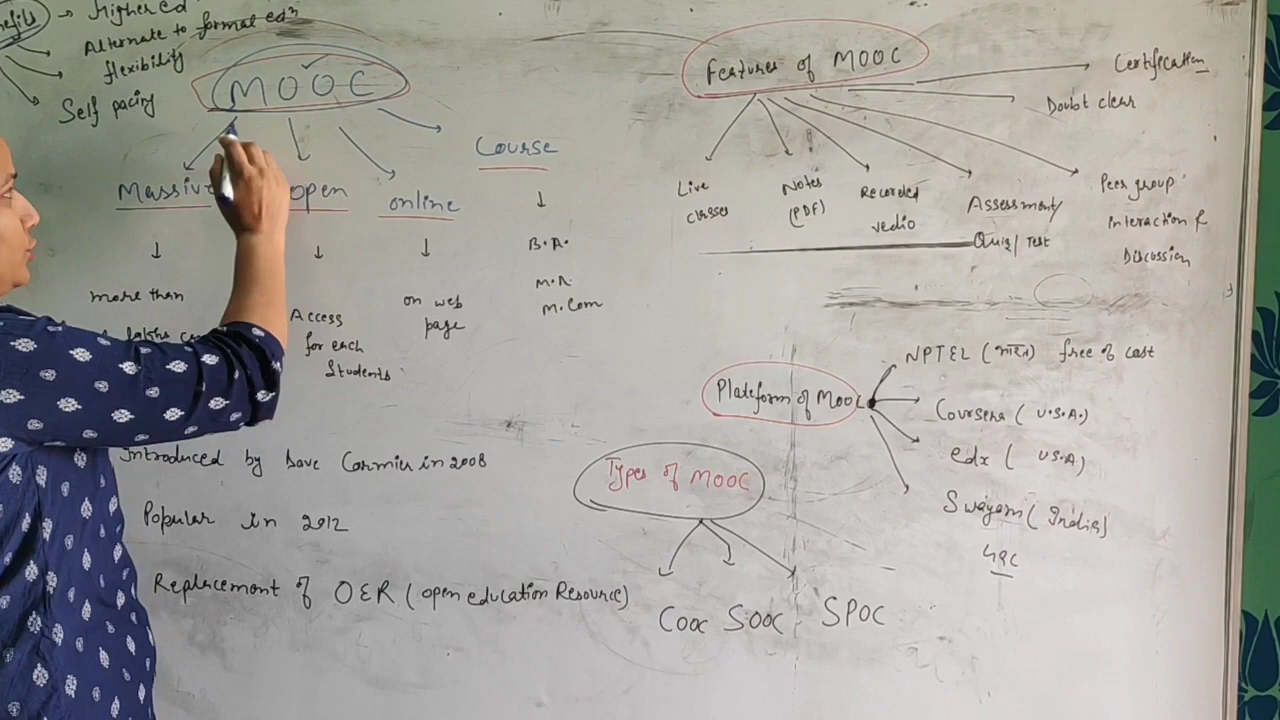 Higher ed
Alternate to formal edn
flexibility
Self pacing
MOOC
Massive
open
online
Course
more than
Access
for each
Students
on web
page
B.A.
M.A.
M.Com
Introduced by Dave Cormier in 2008
Popular in 2012
Replacement of OER (open education Resource)
Features of MOOC
Certification
Doubt clear
Live
classes
Notes
(PDF)
Recorded
vedio
Assessment/
Quiz/Test
Peer group
interaction &
Discussion
Plateform of MOOC
NPTEL (भारत) free of cost
Coursera (U.S.A.)
edx (U.S.A)
Swayam (India)
Types of MOOC
COOC SOOC SPOC